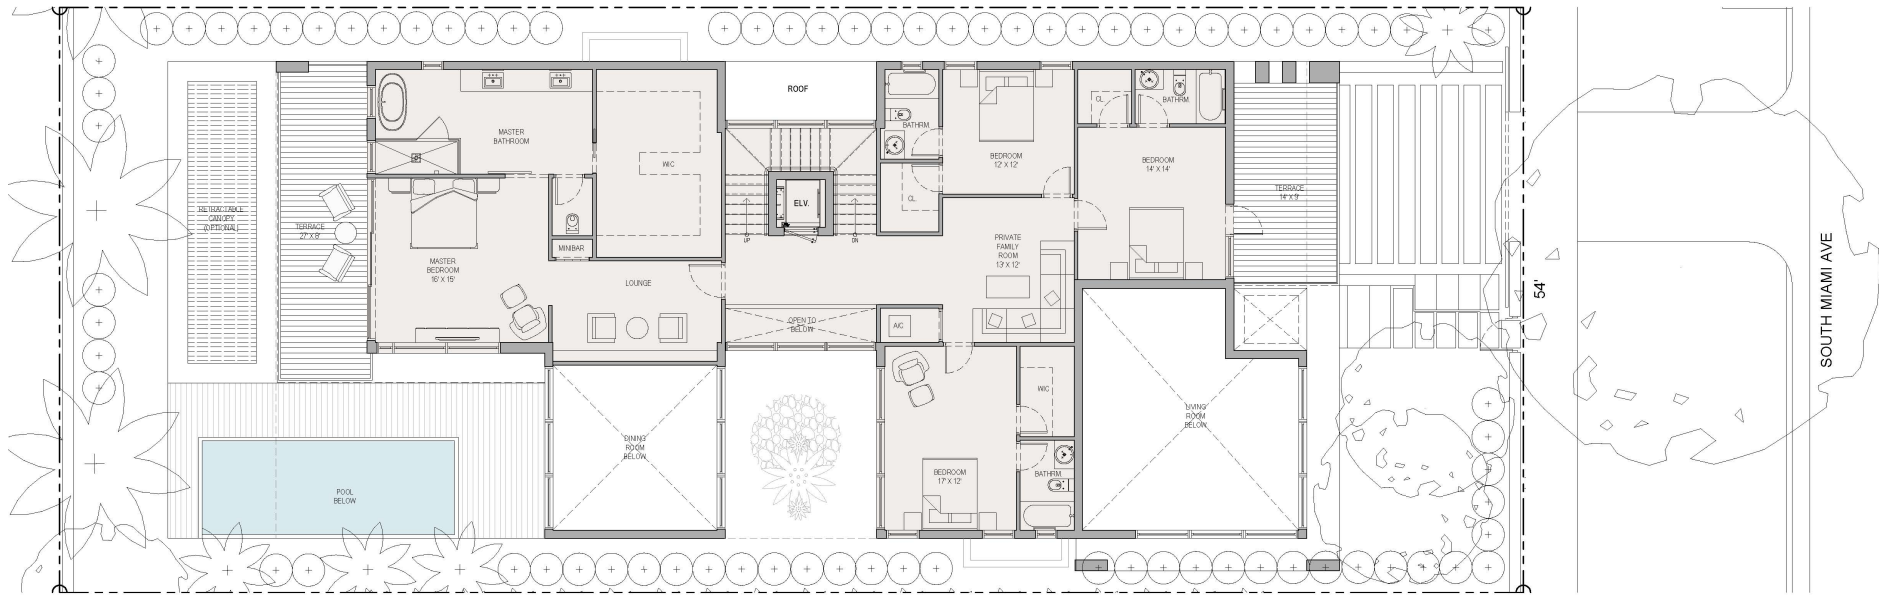 ROOF
MASTER
BATHROOM
WIC
BATHRM.
BEDROOM
12' X 12'
CL.
BATHRM.
BEDROOM
14' X 14'
RETRACTABLE
CANOPY
(OPTIONAL)
TERRACE
27' X 8'
MASTER
BEDROOM
16' X 15'
MINIBAR
LOUNGE
UP
ELV.
DN
CL.
PRIVATE
FAMILY
ROOM
13' X 12'
TERRACE
14' X 9'
OPEN TO
BELOW
A/C
54'
SOUTH MIAMI AVE
POOL
BELOW
DINING
ROOM
BELOW
BEDROOM
17' X 12'
WIC
BATHRM.
LIVING
ROOM
BELOW